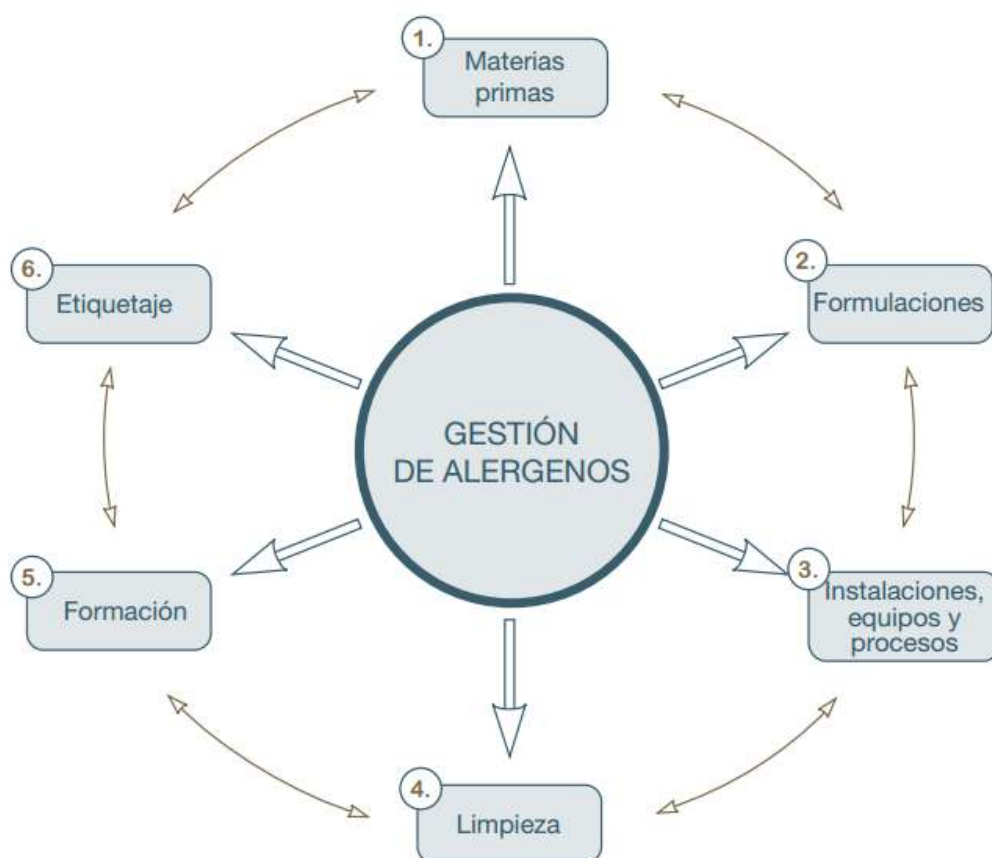 1.
Materias
primas
2.
Formulaciones
3.
Instalaciones,
equipos y
procesos
4.
Limpieza
5.
Formación
6.
Etiquetaje
GESTIÓN
DE ALERGENOS